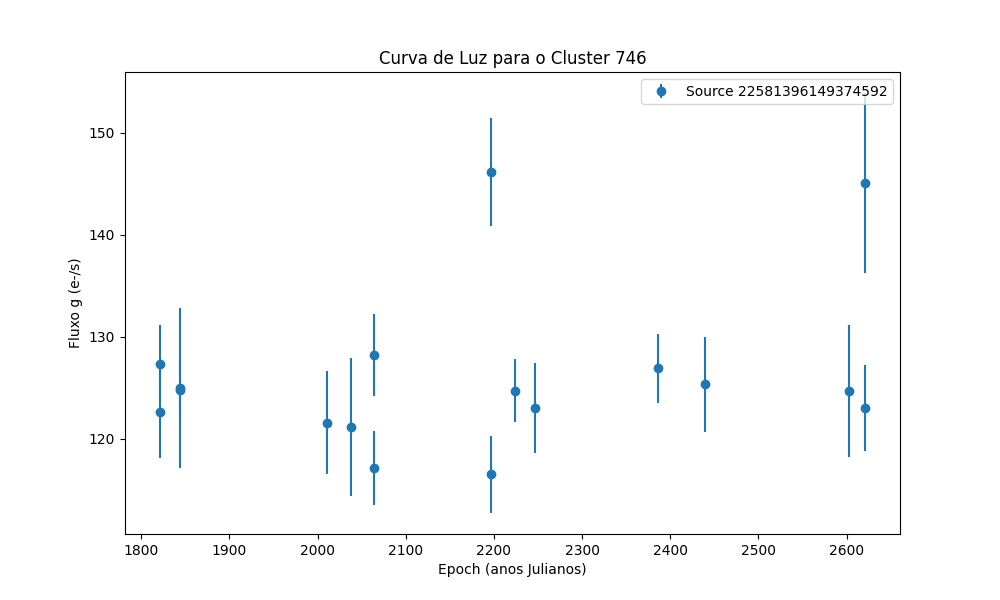 Curva de Luz para o Cluster 746
Source 22581396149374592
150
140
130
120
Fluxo g (e-/s)
1800 1900 2000 2100 2200 2300 2400 2500 2600
Epoch (anos Julianos)